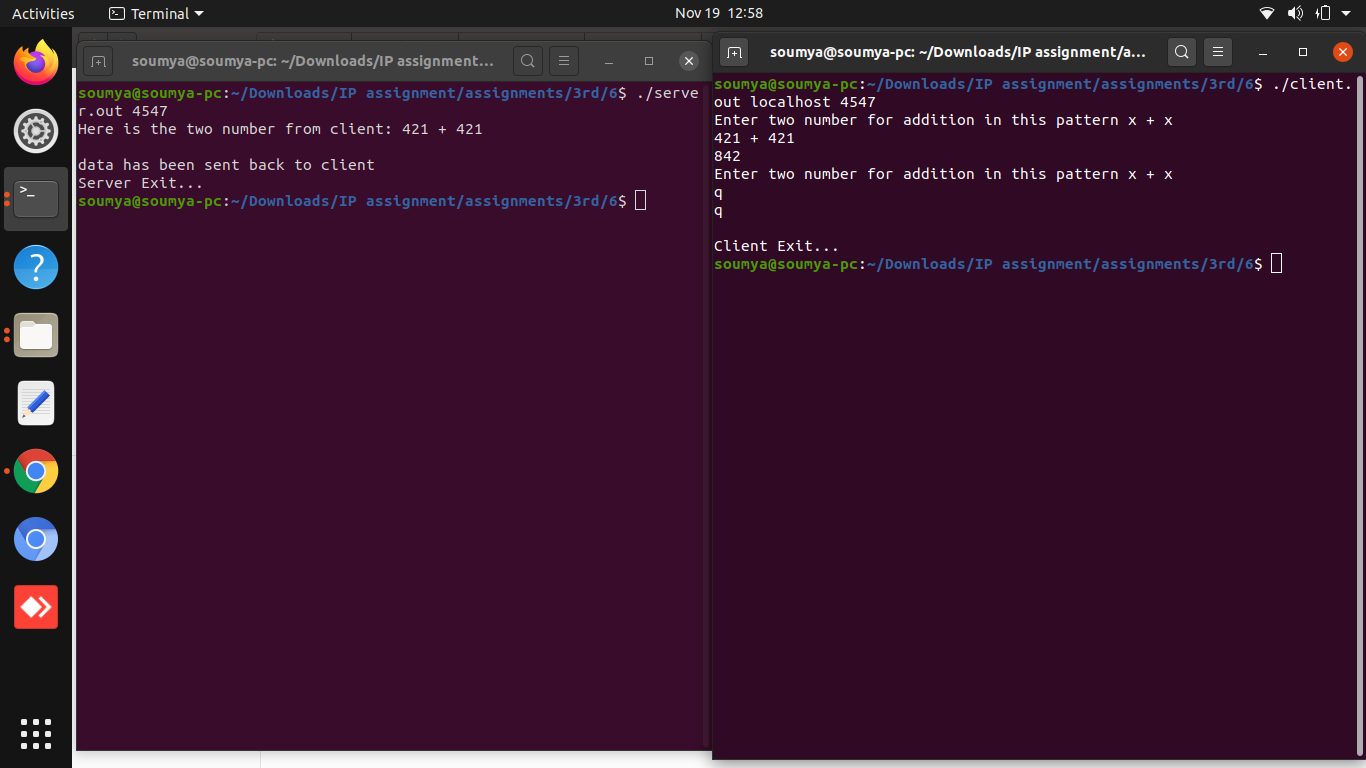 Activities
Terminal
Nov 19 12:58
soumya@soumya-pc: ~/Downloads/IP assignment...
soumya@soumya-pc:~/Downloads/IP assignment/assignments/3rd/6$ ./serve
r.out 4547
Here is the two number from client: 421 + 421
data has been sent back to client
Server Exit...
soumya@soumya-pc:~/Downloads/IP assignment/assignments/3rd/6$
soumya@soumya-pc: ~/Downloads/IP assignment/a...
soumya@soumya-pc:~/Downloads/IP assignment/assignments/3rd/6$ ./client.
out localhost 4547
Enter two number for addition in this pattern x + x
421 + 421
842
Enter two number for addition in this pattern x + x
q
q
Client Exit...
soumya@soumya-pc:~/Downloads/IP assignment/assignments/3rd/6$